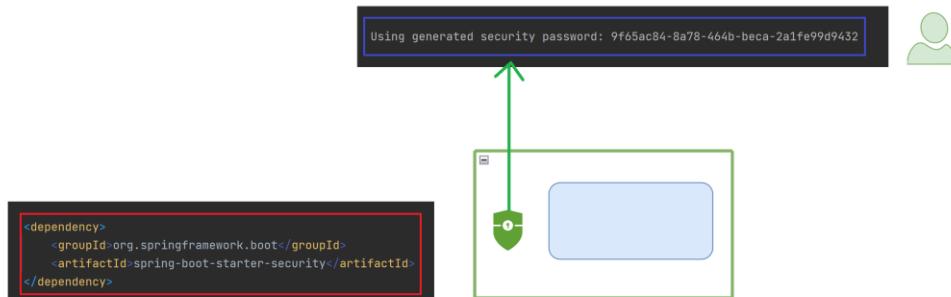 Using generated security password: 9f65ac84-8a78-464b-beca-2a1fe99d9432
<dependency>
<groupId>org.springframework.boot</groupId>
<artifactId>spring-boot-starter-security</artifactId>
</dependency>